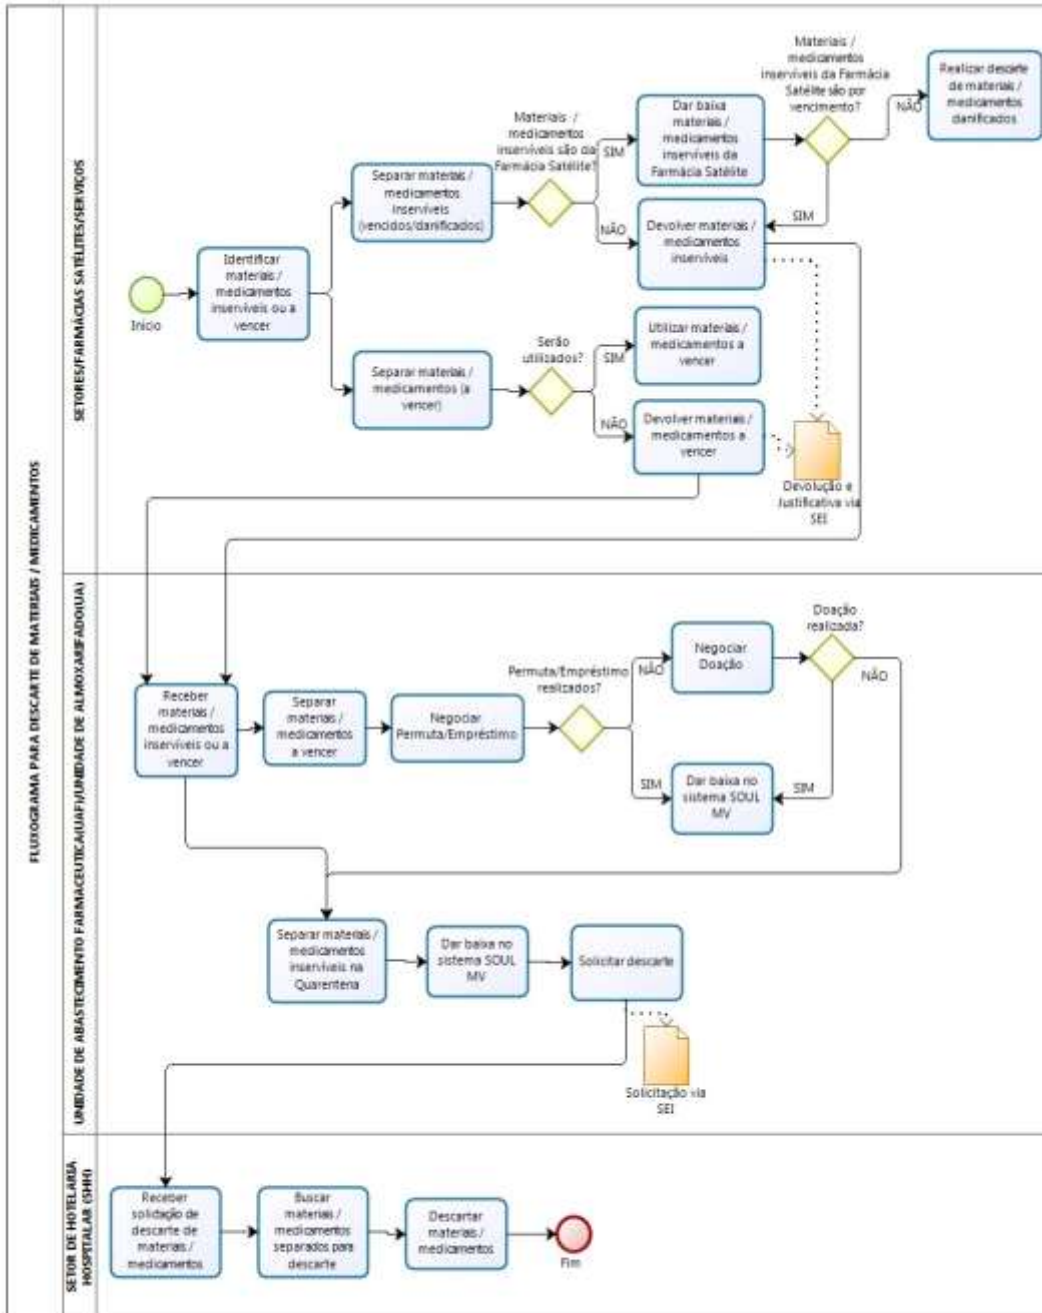 FLUXOGRAMA PARA DESCARTE DE MATERIAIS / MEDICAMENTOS
SETORES/FARMÁCIAS SATÉLITES/SERVIÇOS
Início
Identificar
materiais /
medicamentos
inservíveis ou a
vencer
Separar materiais /
medicamentos
inservíveis
(vencidos/danificados)
Materiais /
medicamentos
inservíveis são da
Farmácia Satélite?
SIM
NÃO
Dar baixa
materiais /
medicamentos
inservíveis da
Farmácia Satélite
Materiais /
medicamentos
inservíveis da Farmácia
Satélite são por
vencimento?
NÃO
SIM
Realizar descarte
de materiais /
medicamentos
danificados
Devolver materiais /
medicamentos
inservíveis
Separar materiais /
medicamentos (a
vencer)
Serão
utilizados?
SIM
NÃO
Utilizar materiais /
medicamentos a
vencer
Devolver materiais /
medicamentos a
vencer
Devolução e
Justificativa via
SEI
UNIDADE DE ABASTECIMENTO FARMACEUTICA(UAF)/UNIDADE DE ALMOXARIFADO(UA)
Receber
materiais /
medicamentos
inservíveis ou a
vencer
Separar
materiais /
medicamentos
a vencer
Negociar
Permuta/Empréstimo
Permuta/Empréstimo
realizados?
NÃO
SIM
Negociar
Doação
Doação
realizada?
NÃO
SIM
Dar baixa no
sistema SOUL
MV
Separar materiais /
medicamentos
inservíveis na
Quarentena
Dar baixa no
sistema SOUL
MV
Solicitar descarte
Solicitação via
SEI
SETOR DE HOTELARIA
HOSPITALAR (SHH)
Receber
solicitação de
descarte de
materiais /
medicamentos
Buscar
materiais /
medicamentos
separados para
descarte
Descartar
materiais /
medicamentos
Fim